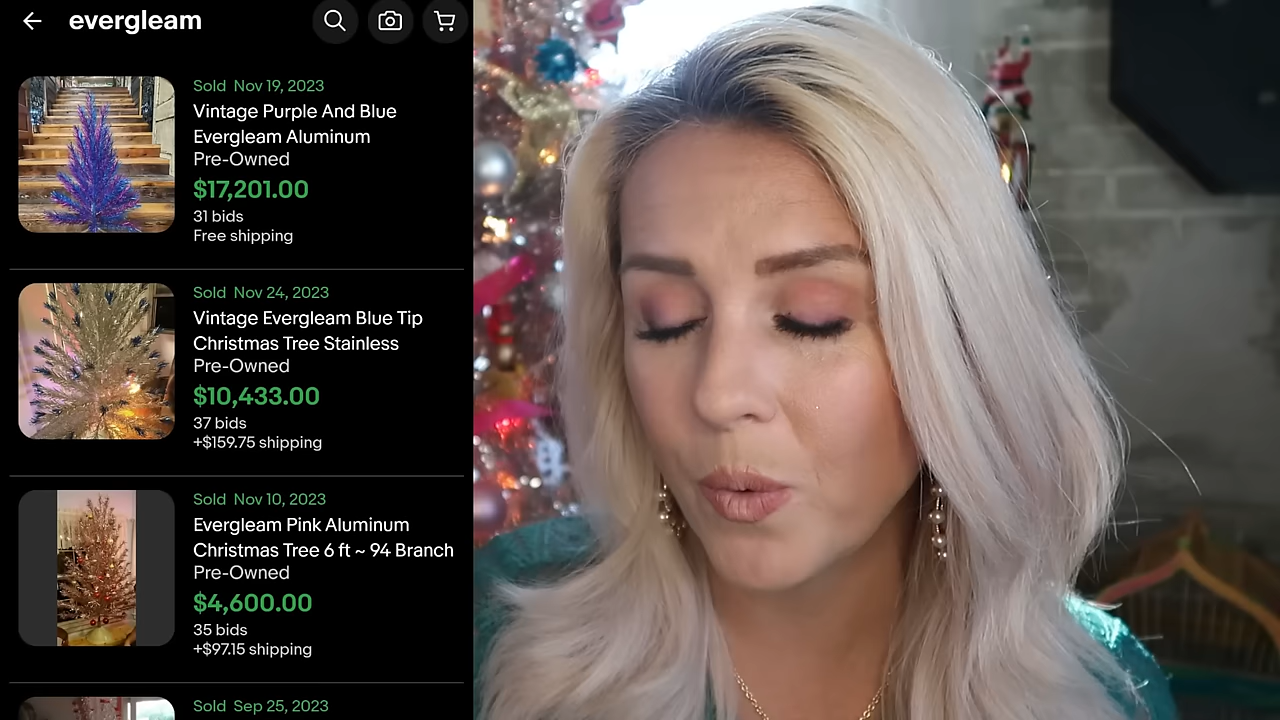 evergleam
Sold Nov 19, 2023
Vintage Purple And Blue
Evergleam Aluminum
Pre-Owned
$17,201.00
31 bids
Free shipping
Sold Nov 24, 2023
Vintage Evergleam Blue Tip
Christmas Tree Stainless
Pre-Owned
$10,433.00
37 bids
+$159.75 shipping
Sold Nov 10, 2023
Evergleam Pink Aluminum
Christmas Tree 6 ft ~ 94 Branch
Pre-Owned
$4,600.00
35 bids
+$97.15 shipping
Sold Sep 25, 2023